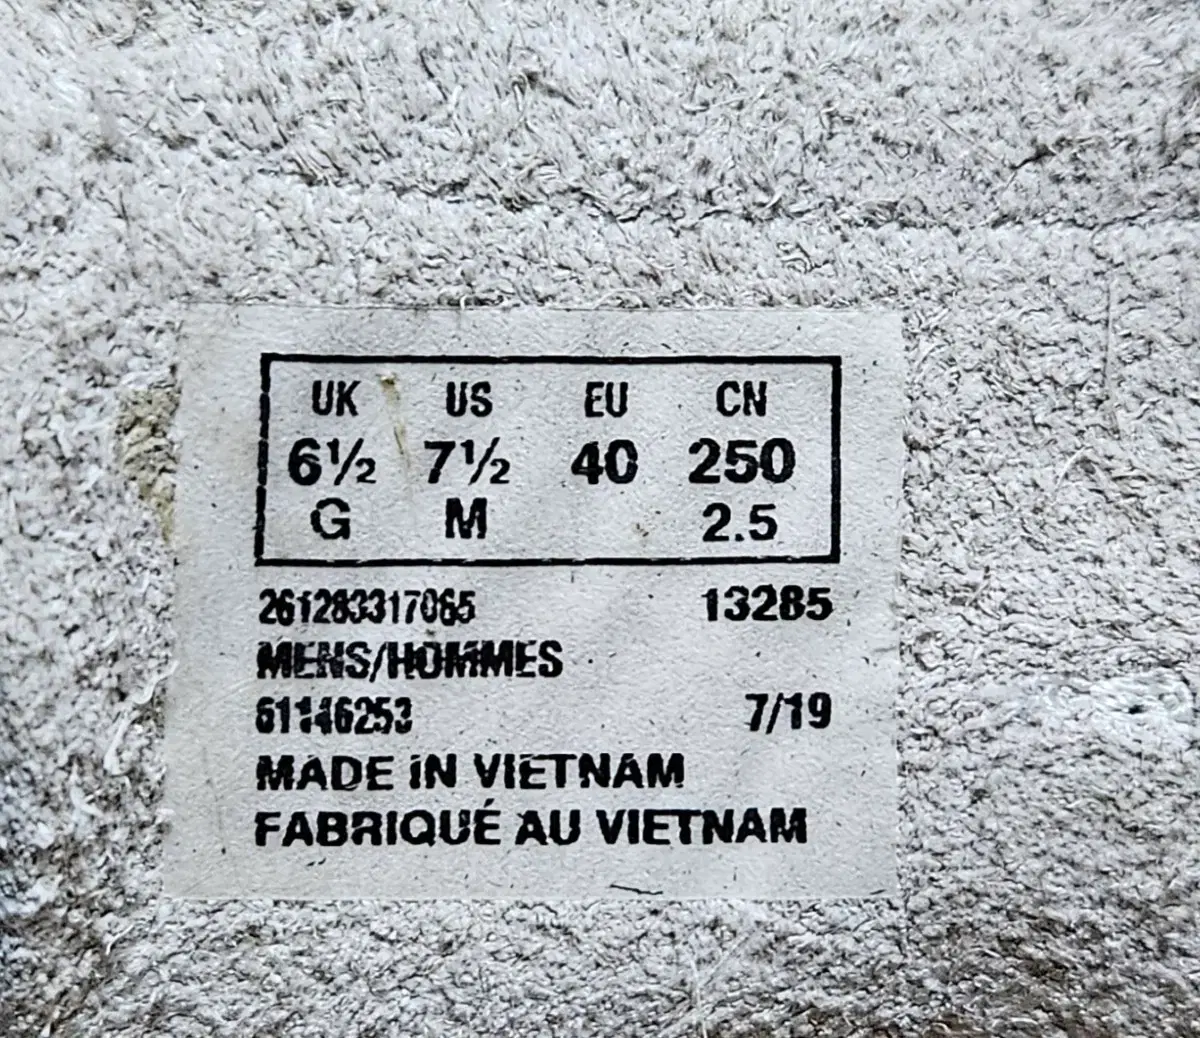 UK US EU CN
6½ 7½ 40 250
G M 2.5
261283317065 13285
MENS/HOMMES
61146253 7/19
MADE IN VIETNAM
FABRIQUÉ AU VIETNAM